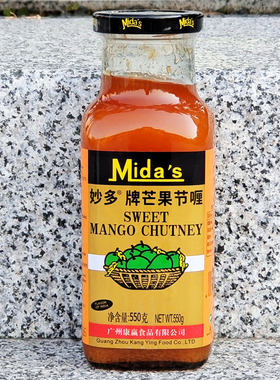 Mida's
Mida's
妙多®牌芒果节喱
SWEET
MANGO CHUTNEY
净含量:550克 NET WT.550g
广州康赢食品有限公司
Guang Zhou Kang Ying Food Co.,LTD